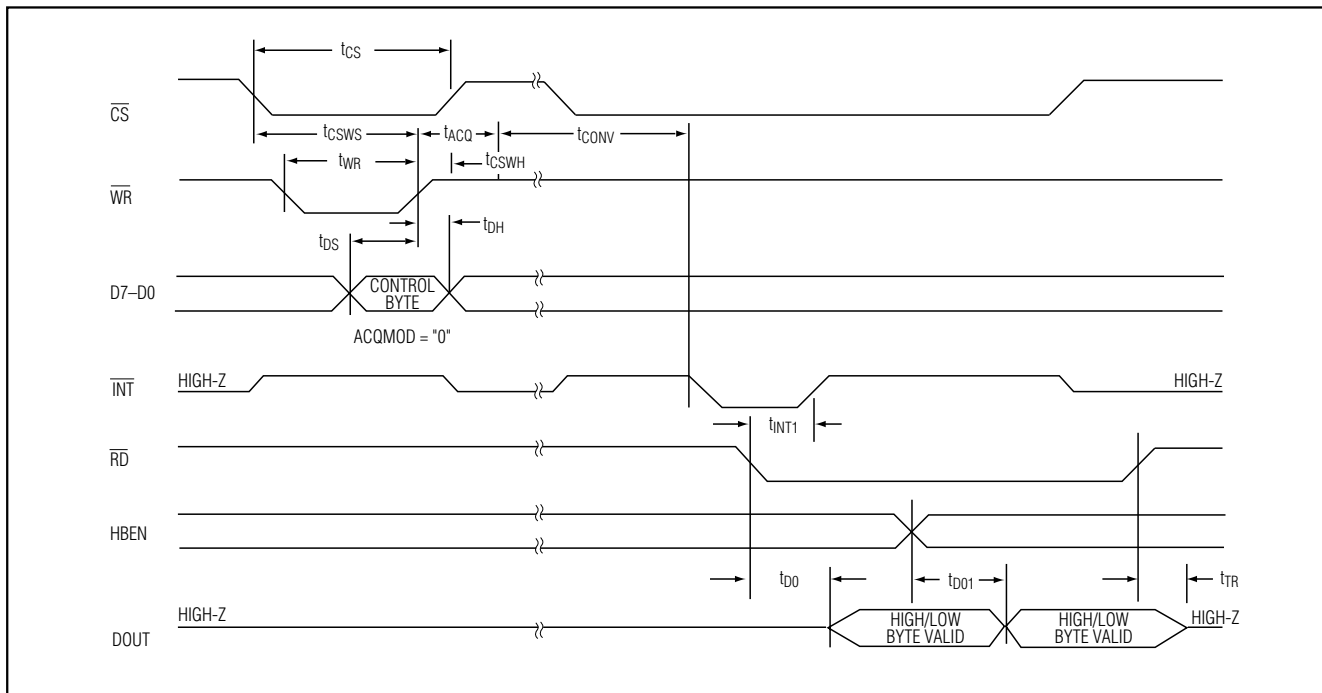 tCS
CS
tCSWS
tACQ
tCONV
tWR
tCSWH
WR
tDS
tDH
D7–D0
CONTROL
BYTE
ACQMOD = "0"
INT
HIGH-Z
HIGH-Z
tINT1
RD
HBEN
tD0
tD01
tTR
DOUT
HIGH-Z
HIGH/LOW
BYTE VALID
HIGH/LOW
BYTE VALID
HIGH-Z